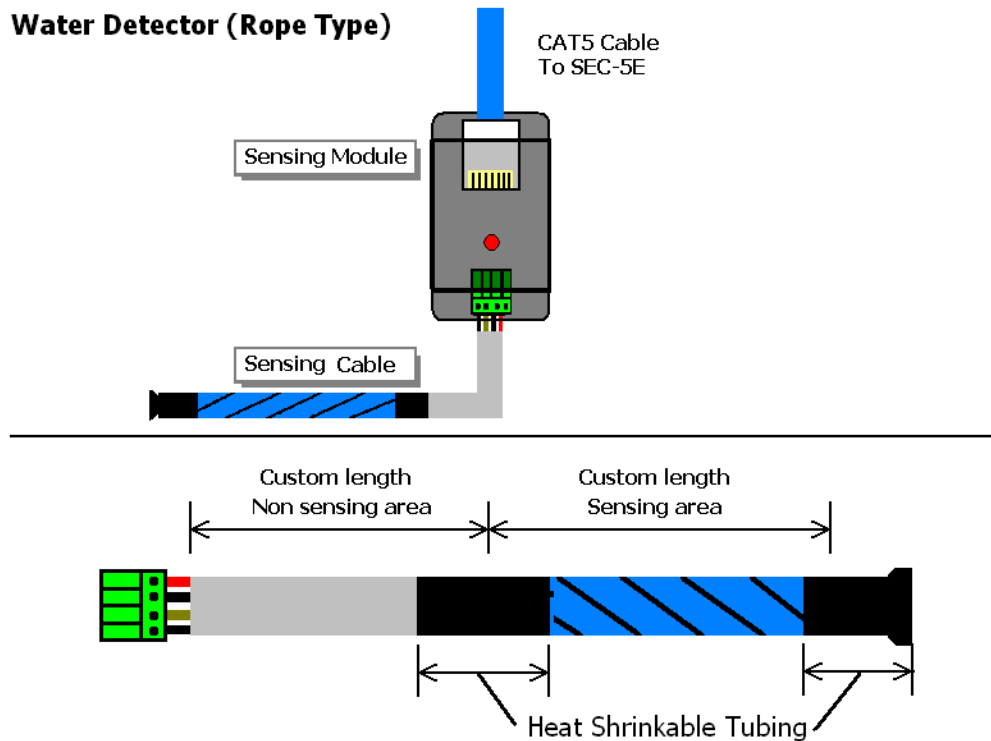 Water Detector (Rope Type)
CAT5 Cable
To SEC-5E
Sensing Module
Sensing Cable
Custom length
Non sensing area
Custom length
Sensing area
Heat Shrinkable Tubing